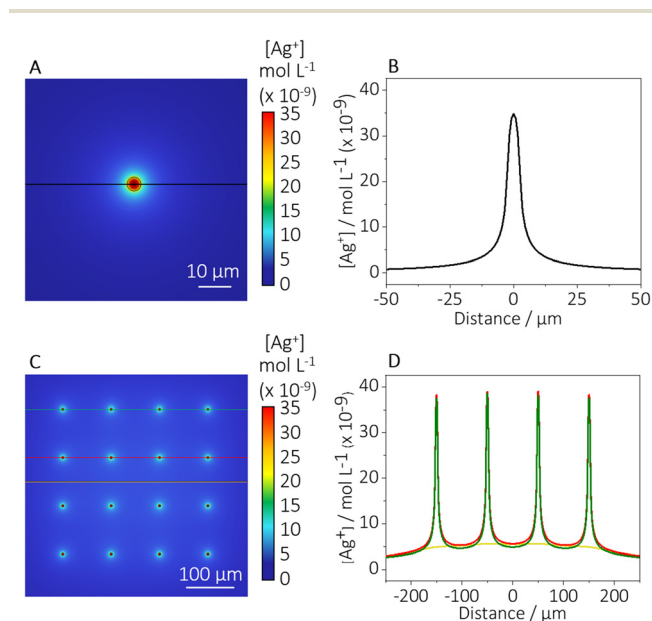 A
[Ag⁺]
mol L⁻¹
(x 10⁻⁹)
35
30
25
20
15
10
5
0
10 µm
B
40
30
20
10
0
[Ag⁺] / mol L⁻¹ (x 10⁻⁹)
-50 -25 0 25 50
Distance / µm
C
[Ag⁺]
mol L⁻¹
(x 10⁻⁹)
35
30
25
20
15
10
5
0
100 µm
D
40
30
20
10
0
[Ag⁺] / mol L⁻¹ (x 10⁻⁹)
-200 -100 0 100 200
Distance / µm